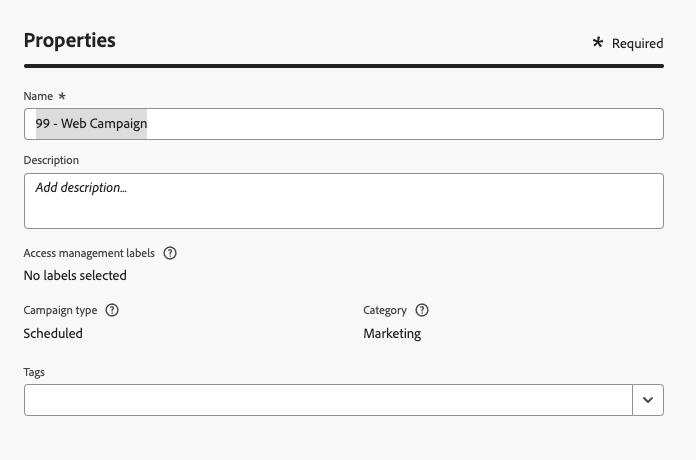 Properties
* Required
Name *
99 - Web Campaign
Description
Add description...
Access management labels ?
No labels selected
Campaign type ? Category ?
Scheduled Marketing
Tags